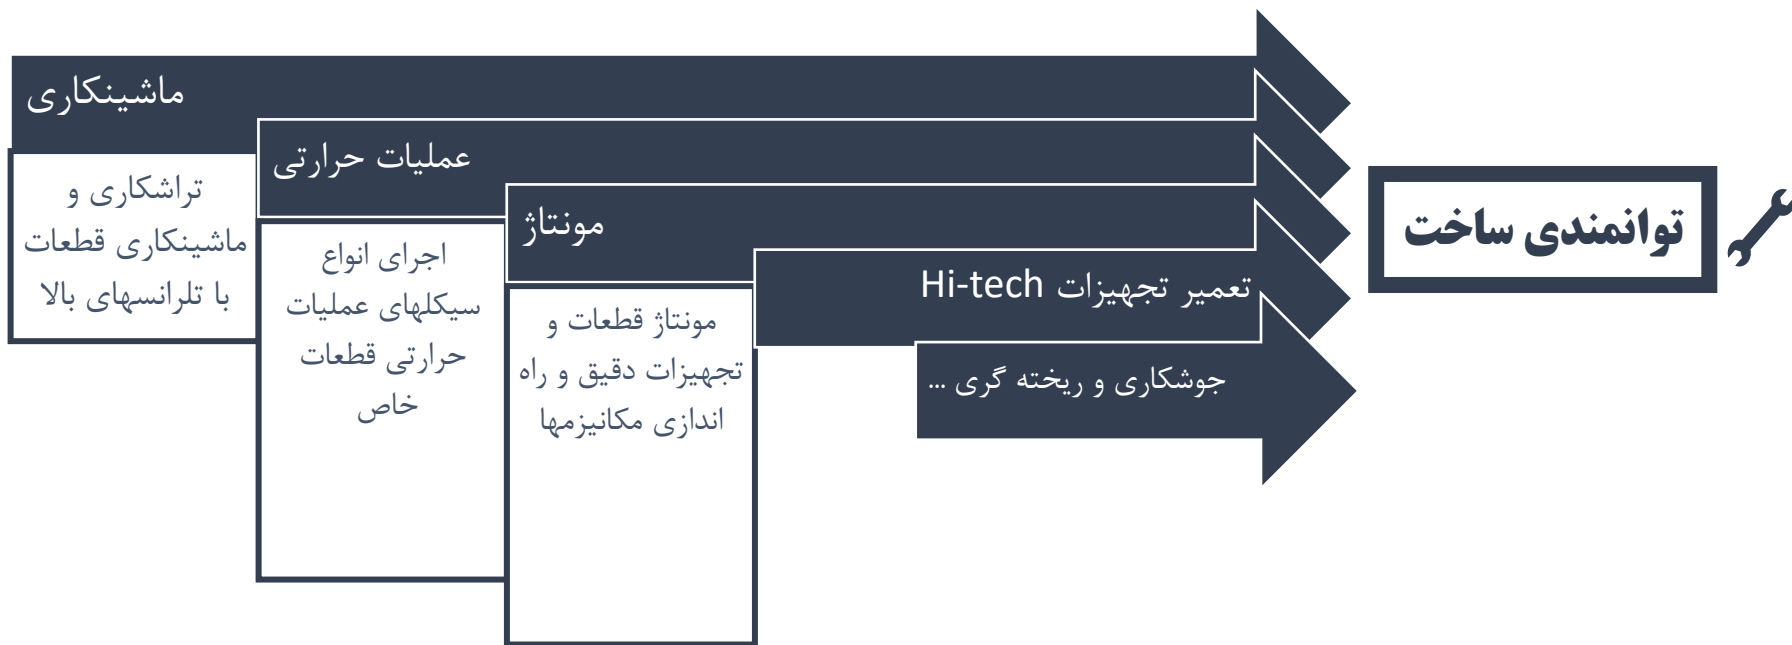 توانمندی ساخت
ماشینکاری
تراشکاری و
ماشینکاری قطعات
با تلرانسهای بالا
عملیات حرارتی
اجرای انواع
سیکلهای عملیات
حرارتی قطعات
خاص
مونتاژ
مونتاژ قطعات و
تجهیزات دقیق و راه
اندازی مکانیزمها
تعمیر تجهیزات Hi-tech
جوشکاری و ریخته گری ...